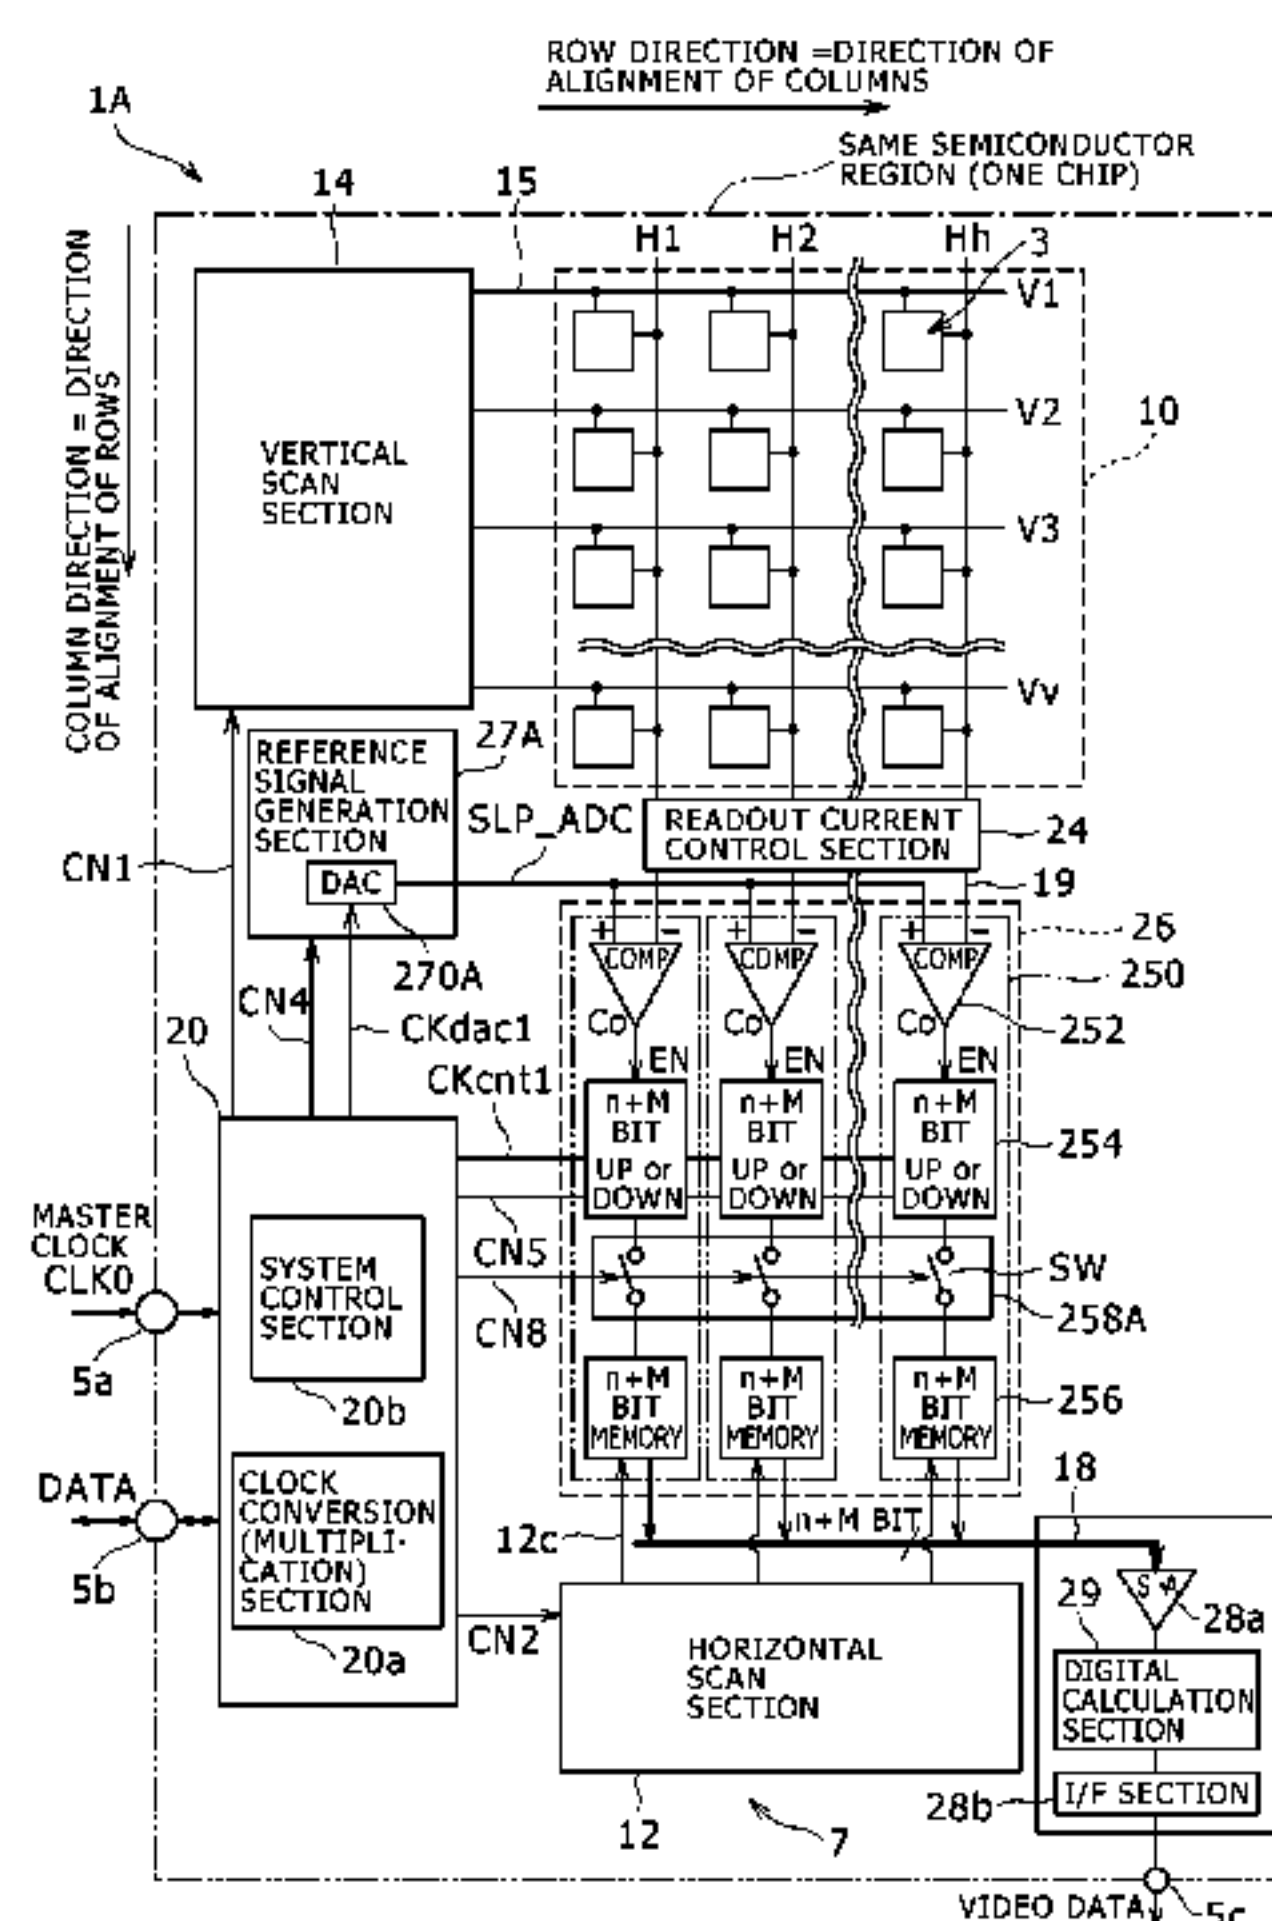 ROW DIRECTION =DIRECTION OF
ALIGNMENT OF COLUMNS
1A
SAME SEMICONDUCTOR
REGION (ONE CHIP)
14
15
H1
H2
Hh
3
COLUMN DIRECTION = DIRECTION
OF ALIGNMENT OF ROWS
V1
V2
10
VERTICAL
SCAN
SECTION
V3
Vv
27A
REFERENCE
SIGNAL
GENERATION
SECTION
SLP_ADC
READOUT CURRENT
CONTROL SECTION
24
CN1
DAC
19
+ −
+ −
+ −
26
COMP
COMP
COMP
250
270A
CN4
CKdac1
Co
Co
Co
252
20
EN
EN
EN
CKcnt1
n+M
BIT
UP or
DOWN
n+M
BIT
UP or
DOWN
n+M
BIT
UP or
DOWN
254
MASTER
CLOCK
CLK0
CN5
SYSTEM
CONTROL
SECTION
SW
CN8
258A
5a
20b
n+M
BIT
MEMORY
n+M
BIT
MEMORY
n+M
BIT
MEMORY
256
DATA
CLOCK
CONVERSION
(MULTIPLI-
CATION)
SECTION
18
12c
n+M BIT
5b
S A
29
28a
CN2
20a
HORIZONTAL
SCAN
SECTION
DIGITAL
CALCULATION
SECTION
28b
I/F SECTION
12
7
VIDEO DATA
5c